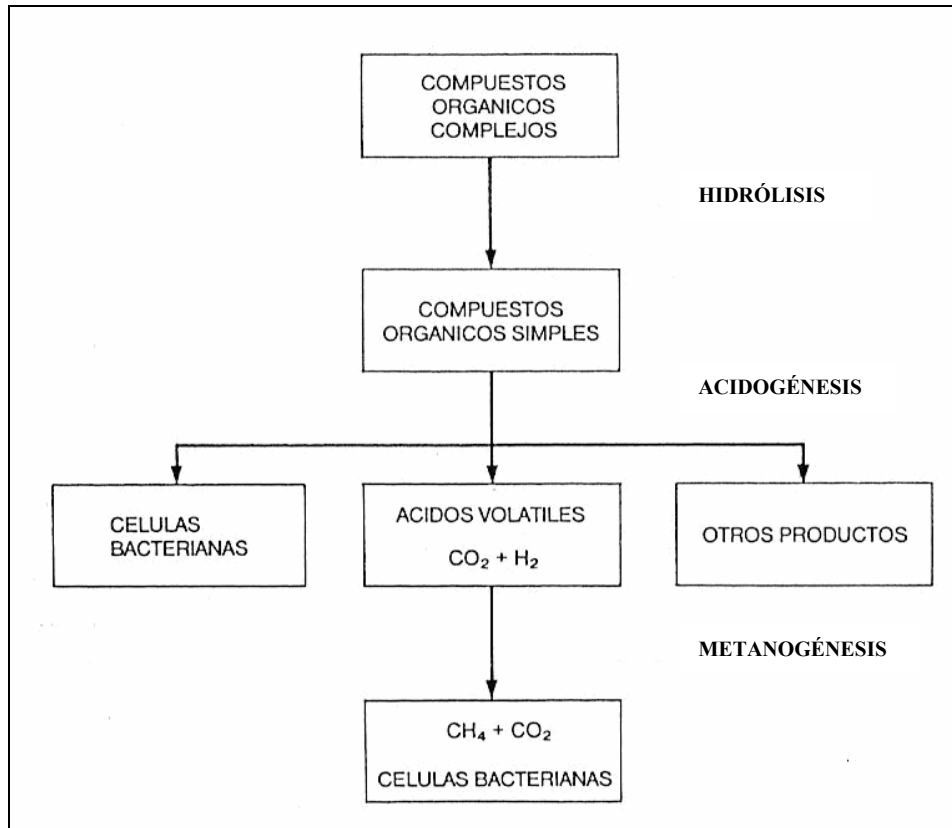 COMPUESTOS
ORGANICOS
COMPLEJOS
HIDRÓLISIS
COMPUESTOS
ORGANICOS SIMPLES
ACIDOGÉNESIS
CELULAS
BACTERIANAS
ACIDOS VOLATILES
CO₂ + H₂
OTROS PRODUCTOS
METANOGÉNESIS
CH₄ + CO₂
CELULAS BACTERIANAS